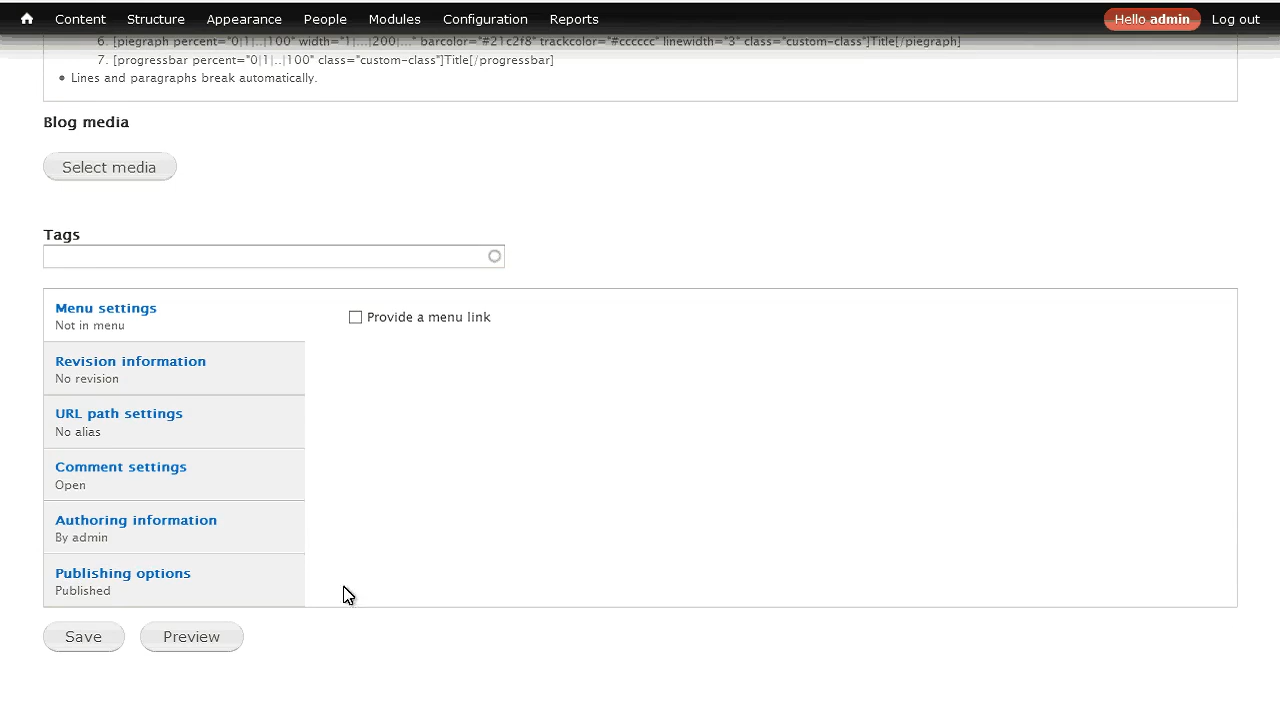 Content Structure Appearance People Modules Configuration Reports Hello admin Log out
6. [piegraph percent="0|1|..|100" width="1|...|200|..." barcolor="#21c2f8" trackcolor="#cccccc" linewidth="3" class="custom-class"]Title[/piegraph]
7. [progressbar percent="0|1|..|100" class="custom-class"]Title[/progressbar]
• Lines and paragraphs break automatically.
Blog media
Select media
Tags
Menu settings
Not in menu
Provide a menu link
Revision information
No revision
URL path settings
No alias
Comment settings
Open
Authoring information
By admin
Publishing options
Published
Save Preview